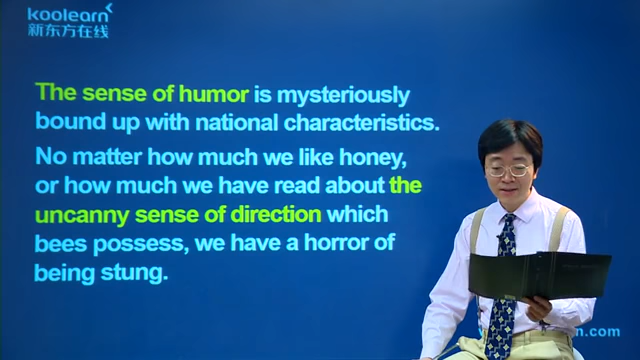 koolearn
新东方在线
The sense of humor is mysteriously
bound up with national characteristics.
No matter how much we like honey,
or how much we have read about the
uncanny sense of direction which
bees possess, we have a horror of
being stung.
n.com